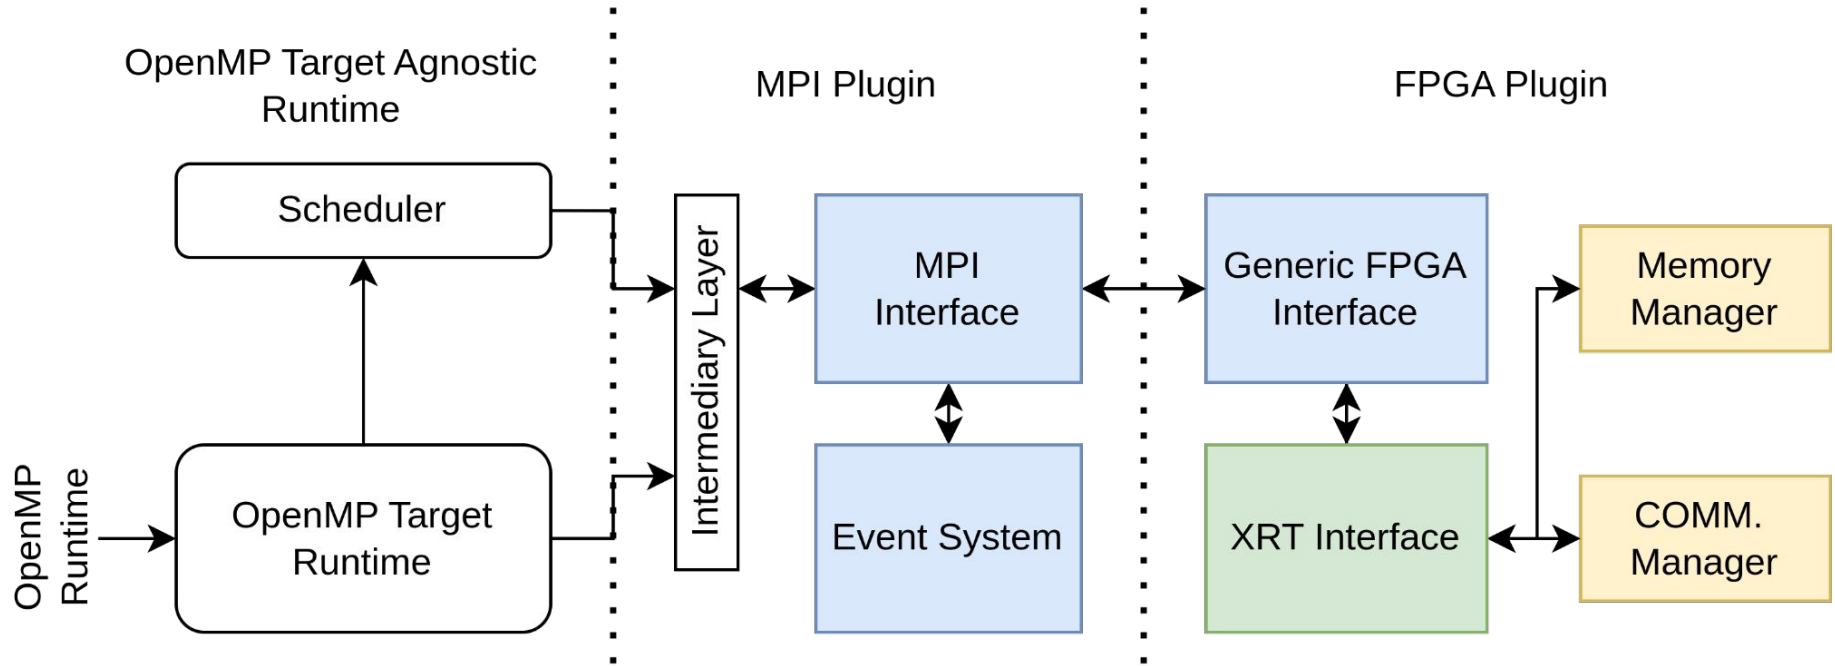 OpenMP Target Agnostic
Runtime
MPI Plugin
FPGA Plugin
Scheduler
Intermediary Layer
MPI
Interface
Generic FPGA
Interface
Memory
Manager
OpenMP
Runtime
OpenMP Target
Runtime
Event System
XRT Interface
COMM.
Manager